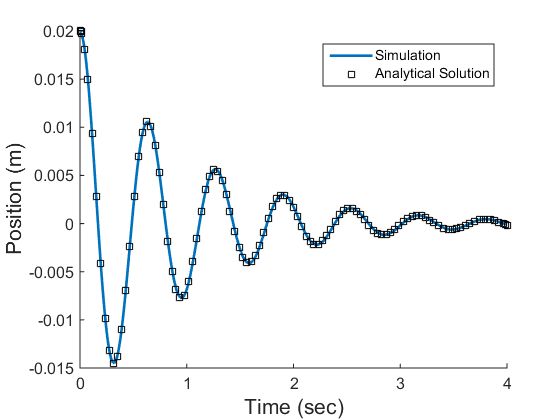 0.02
0.015
0.01
0.005
0
-0.005
-0.01
-0.015
Position (m)
Simulation
Analytical Solution
0 1 2 3 4
Time (sec)